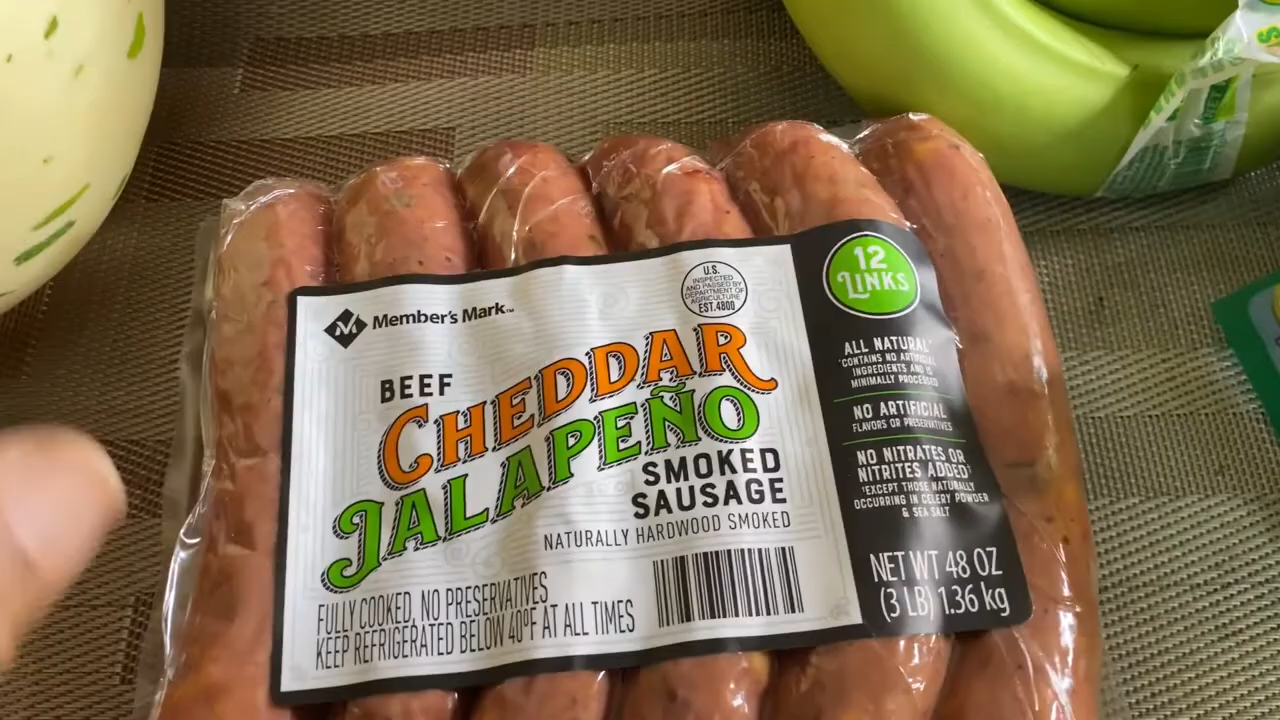 Member's Mark™
U.S.
INSPECTED
AND PASSED BY
DEPARTMENT OF
AGRICULTURE
EST.4800
BEEF
CHEDDAR
JALAPEÑO
SMOKED
SAUSAGE
NATURALLY HARDWOOD SMOKED
FULLY COOKED, NO PRESERVATIVES
KEEP REFRIGERATED BELOW 40ºF AT ALL TIMES
12
LINKS
ALL NATURAL*
*CONTAINS NO ARTIFICIAL
INGREDIENTS AND IS
MINIMALLY PROCESSED
NO ARTIFICIAL
FLAVORS OR PRESERVATIVES
NO NITRATES OR
NITRITES ADDED†
†EXCEPT THOSE NATURALLY
OCCURRING IN CELERY POWDER
& SEA SALT
NET WT 48 OZ
(3 LB) 1.36 kg